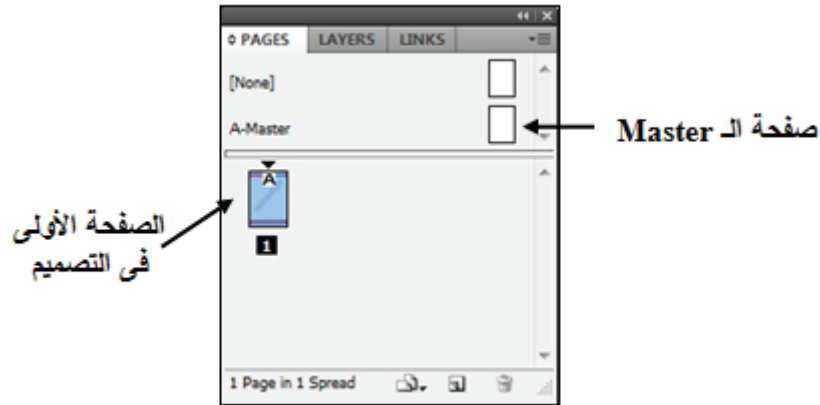 PAGES LAYERS LINKS
[None]
A-Master
صفحة الـ Master
A
1
الصفحة الأولى
فى التصميم
1 Page in 1 Spread